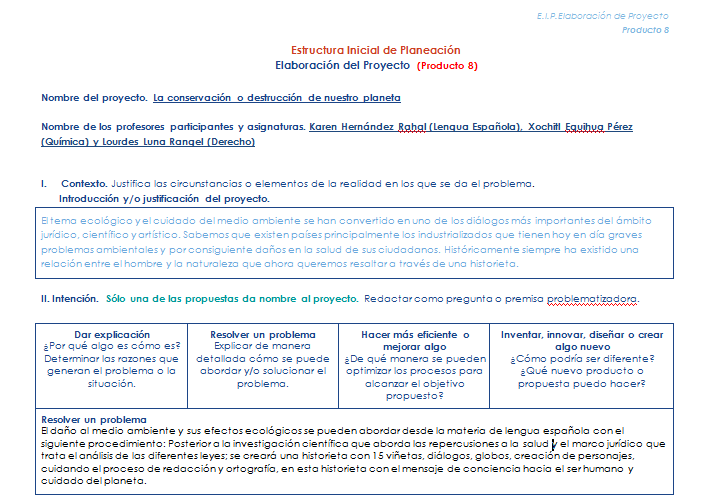 E.I.P.Elaboración de Proyecto
Producto 8
Estructura Inicial de Planeación
Elaboración del Proyecto (Producto 8)
Nombre del proyecto. La conservación o destrucción de nuestro planeta
Nombre de los profesores participantes y asignaturas. Karen Hernández Rahal (Lengua Española), Xochitl Equihua Pérez
(Química) y Lourdes Luna Rangel (Derecho)
I. Contexto. Justifica las circunstancias o elementos de la realidad en los que se da el problema.
Introducción y/o justificación del proyecto.
El tema ecológico y el cuidado del medio ambiente se han convertido en uno de los diálogos más importantes del ámbito
jurídico, científico y artístico. Sabemos que existen países principalmente los industrializados que tienen hoy en día graves
problemas ambientales y por consiguiente daños en la salud de sus ciudadanos. Históricamente siempre ha existido una
relación entre el hombre y la naturaleza que ahora queremos resaltar a través de una historieta.
II. Intención. Sólo una de las propuestas da nombre al proyecto. Redactar como pregunta o premisa problematizadora.
Dar explicación
¿Por qué algo es cómo es?
Determinar las razones que
generan el problema o la
situación.
Resolver un problema
Explicar de manera
detallada cómo se puede
abordar y/o solucionar el
problema.
Hacer más eficiente o
mejorar algo
¿De qué manera se pueden
optimizar los procesos para
alcanzar el objetivo
propuesto?
Inventar, innovar, diseñar o crear
algo nuevo
¿Cómo podría ser diferente?
¿Qué nuevo producto o
propuesta puedo hacer?
Resolver un problema
El daño al medio ambiente y sus efectos ecológicos se pueden abordar desde la materia de lengua española con el
siguiente procedimiento: Posterior a la investigación científica que aborda las repercusiones a la salud y el marco jurídico que
trata el análisis de las diferentes leyes; se creará una historieta con 15 viñetas, diálogos, globos, creación de personajes,
cuidando el proceso de redacción y ortografía, en esta historieta con el mensaje de conciencia hacia el ser humano y
cuidado del planeta.